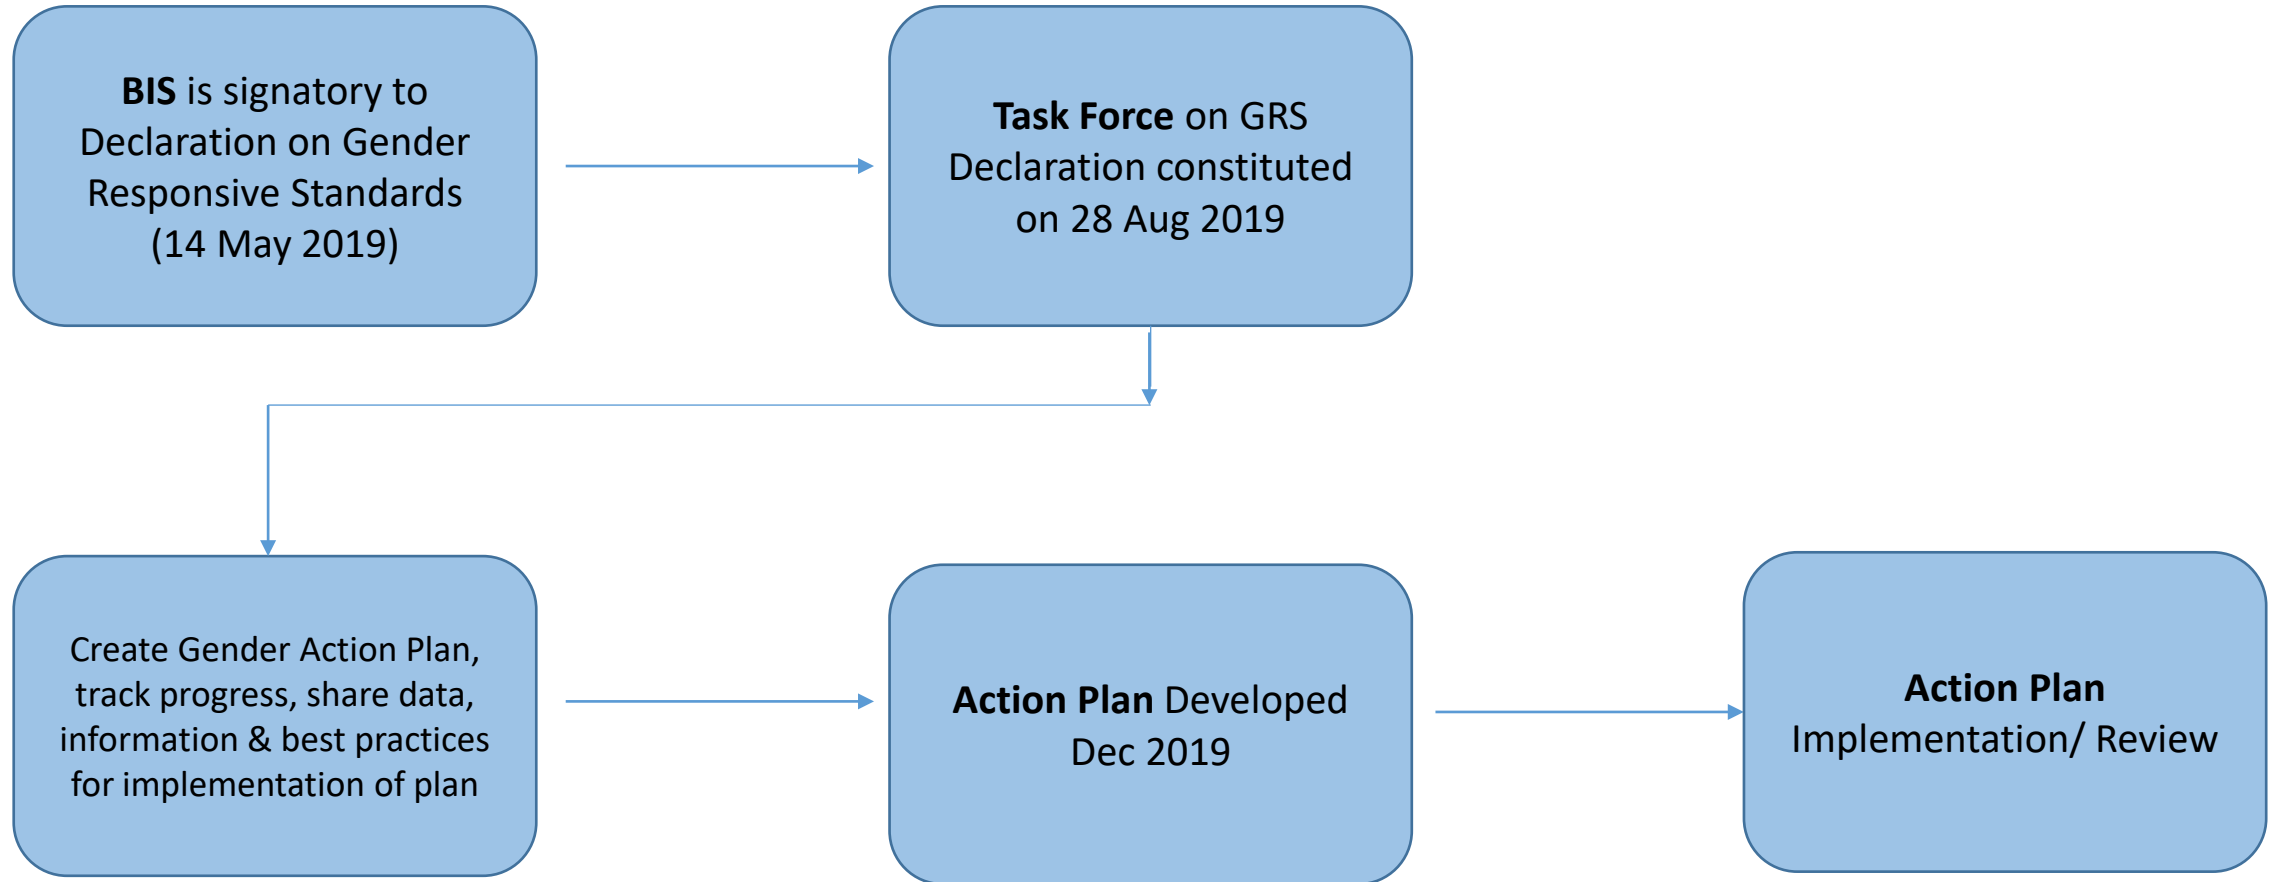 BIS is signatory to
Declaration on Gender
Responsive Standards
(14 May 2019)
Task Force on GRS
Declaration constituted
on 28 Aug 2019
Create Gender Action Plan,
track progress, share data,
information & best practices
for implementation of plan
Action Plan Developed
Dec 2019
Action Plan
Implementation/ Review